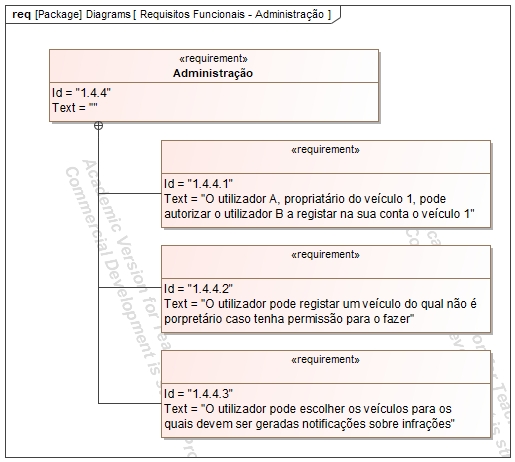 req [Package] Diagrams [ Requisitos Funcionais - Administração ]
«requirement»
Administração
Id = "1.4.4"
Text = ""
«requirement»
Id = "1.4.4.1"
Text = "O utilizador A, propriatário do veículo 1, pode
autorizar o utilizador B a registar na sua conta o veículo 1"
«requirement»
Id = "1.4.4.2"
Text = "O utilizador pode registar um veículo do qual não é
porpretário caso tenha permissão para o fazer"
«requirement»
Id = "1.4.4.3"
Text = "O utilizador pode escolher os veículos para os
quais devem ser geradas notificações sobre infrações"
Academic Version for Tea
Commercial Development is s